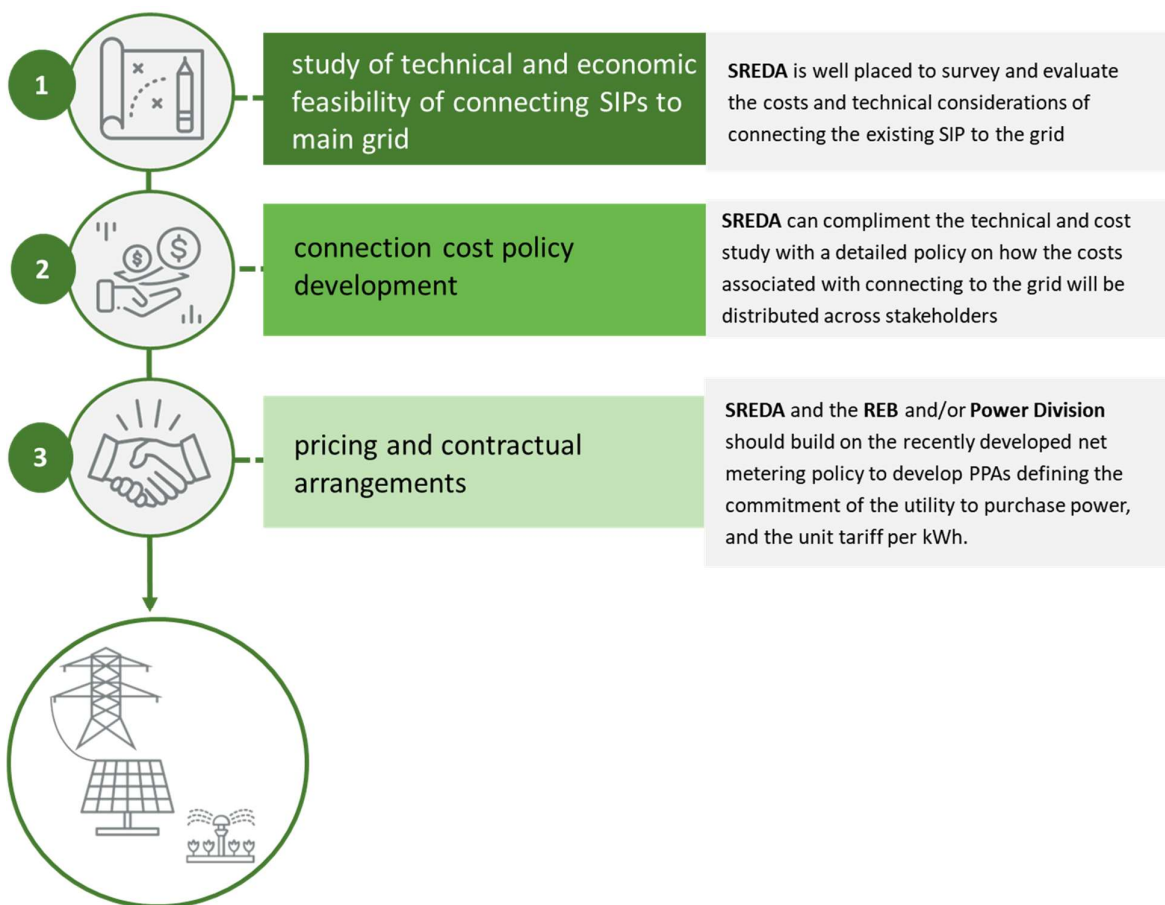 1
study of technical and economic
feasibility of connecting SIPs to
main grid
SREDA is well placed to survey and evaluate
the costs and technical considerations of
connecting the existing SIP to the grid
2
connection cost policy
development
SREDA can compliment the technical and cost
study with a detailed policy on how the costs
associated with connecting to the grid will be
distributed across stakeholders
3
pricing and contractual
arrangements
SREDA and the REB and/or Power Division
should build on the recently developed net
metering policy to develop PPAs defining the
commitment of the utility to purchase power,
and the unit tariff per kWh.